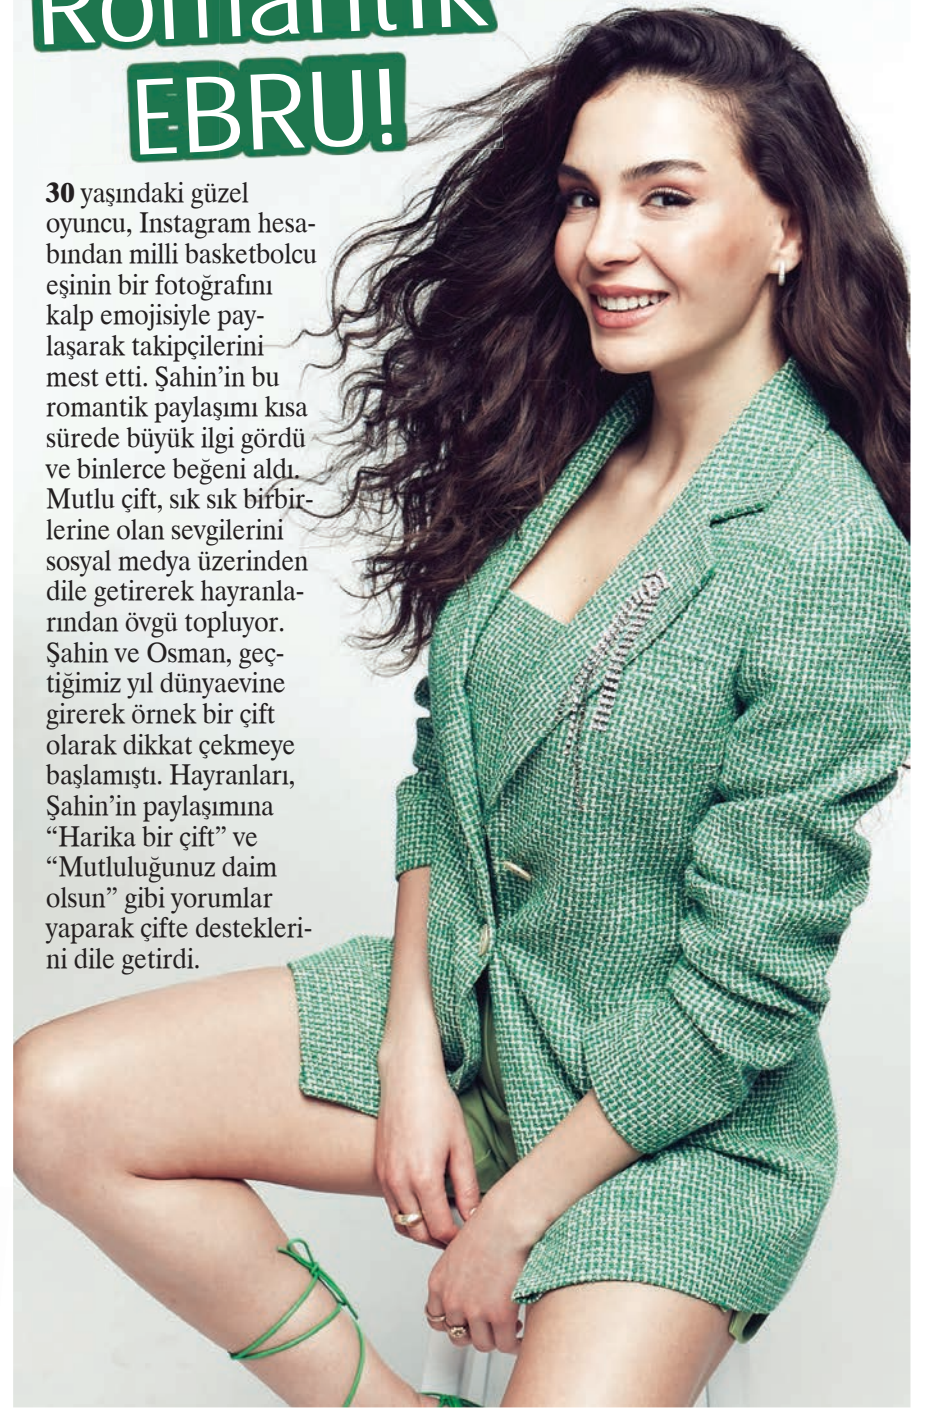 Romantik
EBRU!
30 yaşındaki güzel
oyuncu, Instagram hesa-
bından milli basketbolcu
eşinin bir fotoğrafını
kalp emojisiyle pay-
laşarak takipçilerini
mest etti. Şahin’in bu
romantik paylaşımı kısa
sürede büyük ilgi gördü
ve binlerce beğeni aldı.
Mutlu çift, sık sık birbir-
lerine olan sevgilerini
sosyal medya üzerinden
dile getirerek hayranla-
rından övgü topluyor.
Şahin ve Osman, geç-
tiğimiz yıl dünyaevine
girerek örnek bir çift
olarak dikkat çekmeye
başlamıştı. Hayranları,
Şahin’in paylaşımına
“Harika bir çift” ve
“Mutluluğunuz daim
olsun” gibi yorumlar
yaparak çifte destekleri-
ni dile getirdi.